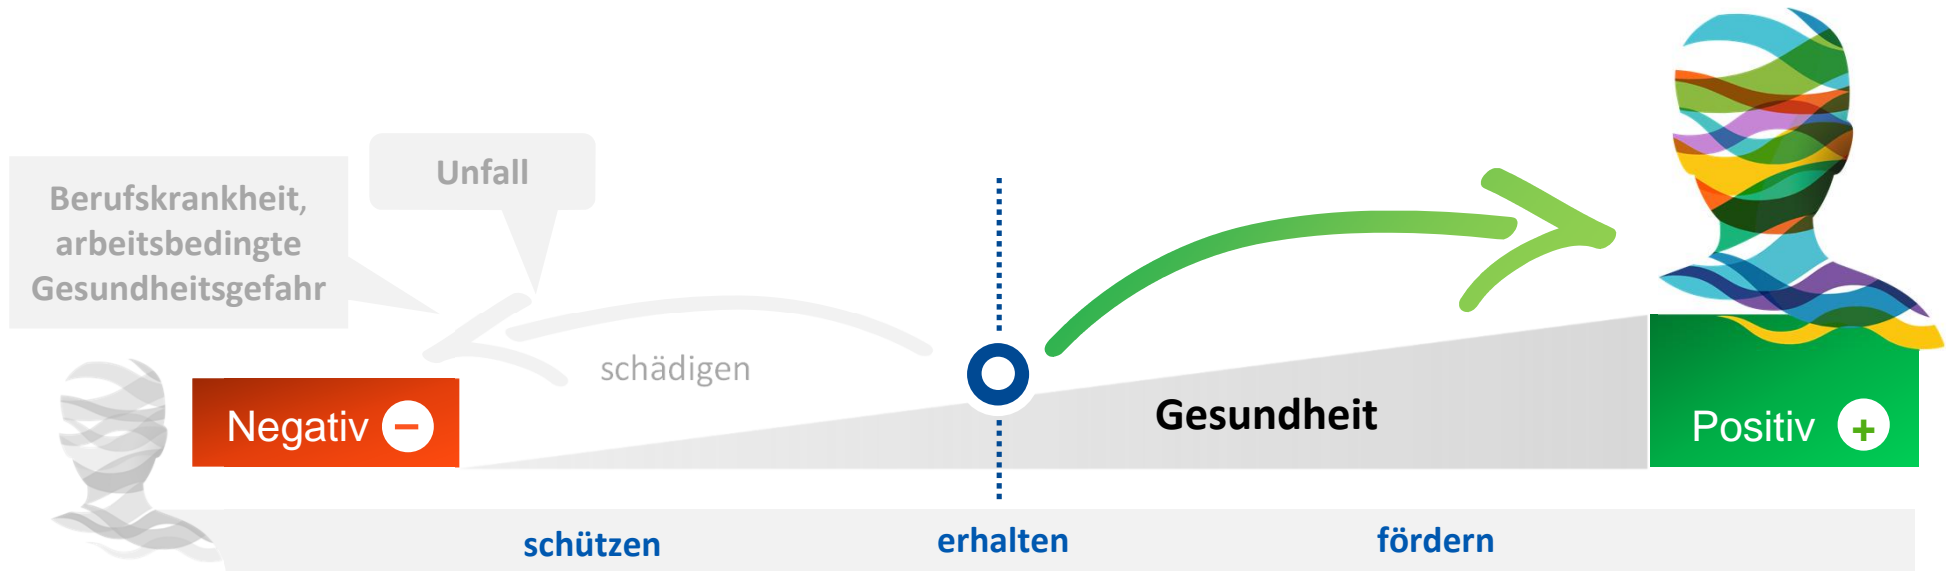 Unfall
Berufskrankheit,
arbeitsbedingte
Gesundheitsgefahr
schädigen
Negativ −
Gesundheit
Positiv +
schützen
erhalten
fördern